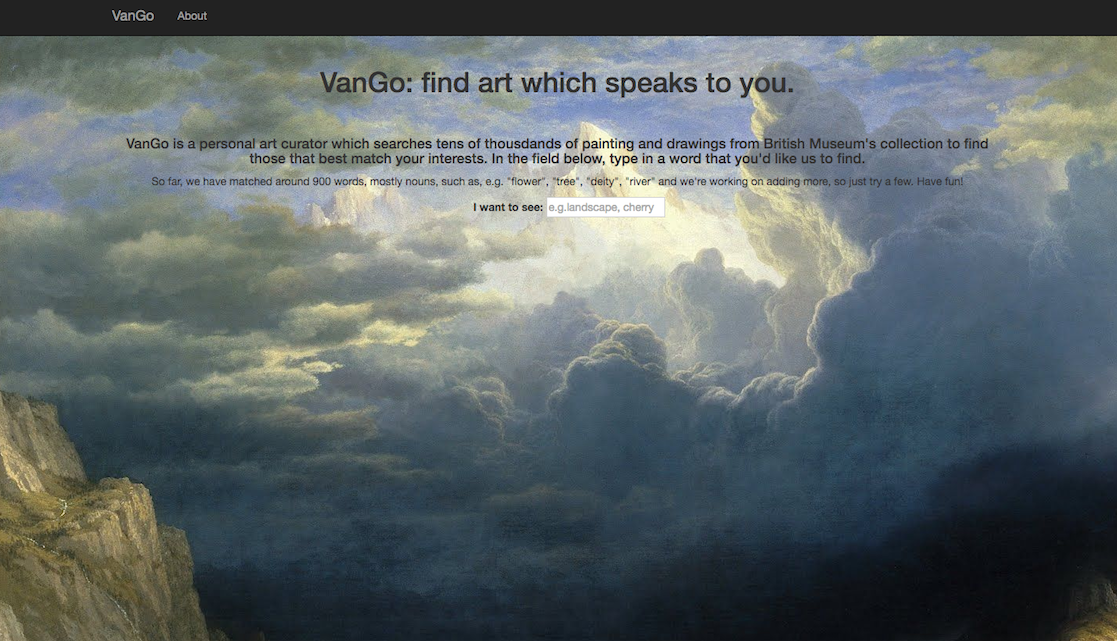 VanGo About
VanGo: find art which speaks to you.
VanGo is a personal art curator which searches tens of thousdands of painting and drawings from British Museum's collection to find
those that best match your interests. In the field below, type in a word that you'd like us to find.
So far, we have matched around 900 words, mostly nouns, such as, e.g. "flower", "tree", "deity", "river" and we're working on adding more, so just try a few. Have fun!
I want to see: e.g.landscape, cherry